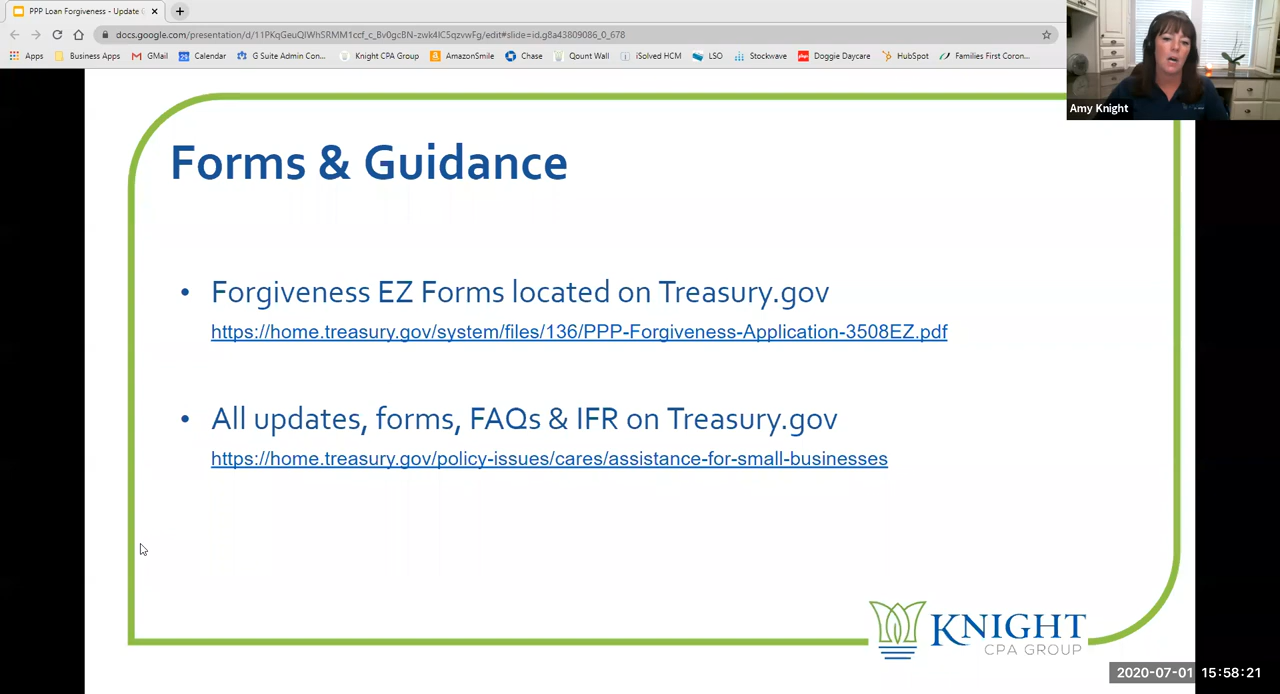 PPP Loan Forgiveness - Update
docs.google.com/presentation/d/11PKqGeuQIWhSRMM1ccf_c_Bv0gcBN-zwk4IC5qzvwFg/edit#slide=id.g8a43809086_0_678
Apps Business Apps GMail Calendar G Suite Admin Con... Knight CPA Group AmazonSmile Chase Qount Wall iSolved HCM LSO Stockwave Doggie Daycare HubSpot Families First Coron...
Amy Knight
Forms & Guidance
• Forgiveness EZ Forms located on Treasury.gov
https://home.treasury.gov/system/files/136/PPP-Forgiveness-Application-3508EZ.pdf
• All updates, forms, FAQs & IFR on Treasury.gov
https://home.treasury.gov/policy-issues/cares/assistance-for-small-businesses
KNIGHT
CPA GROUP
2020-07-01 15:58:21